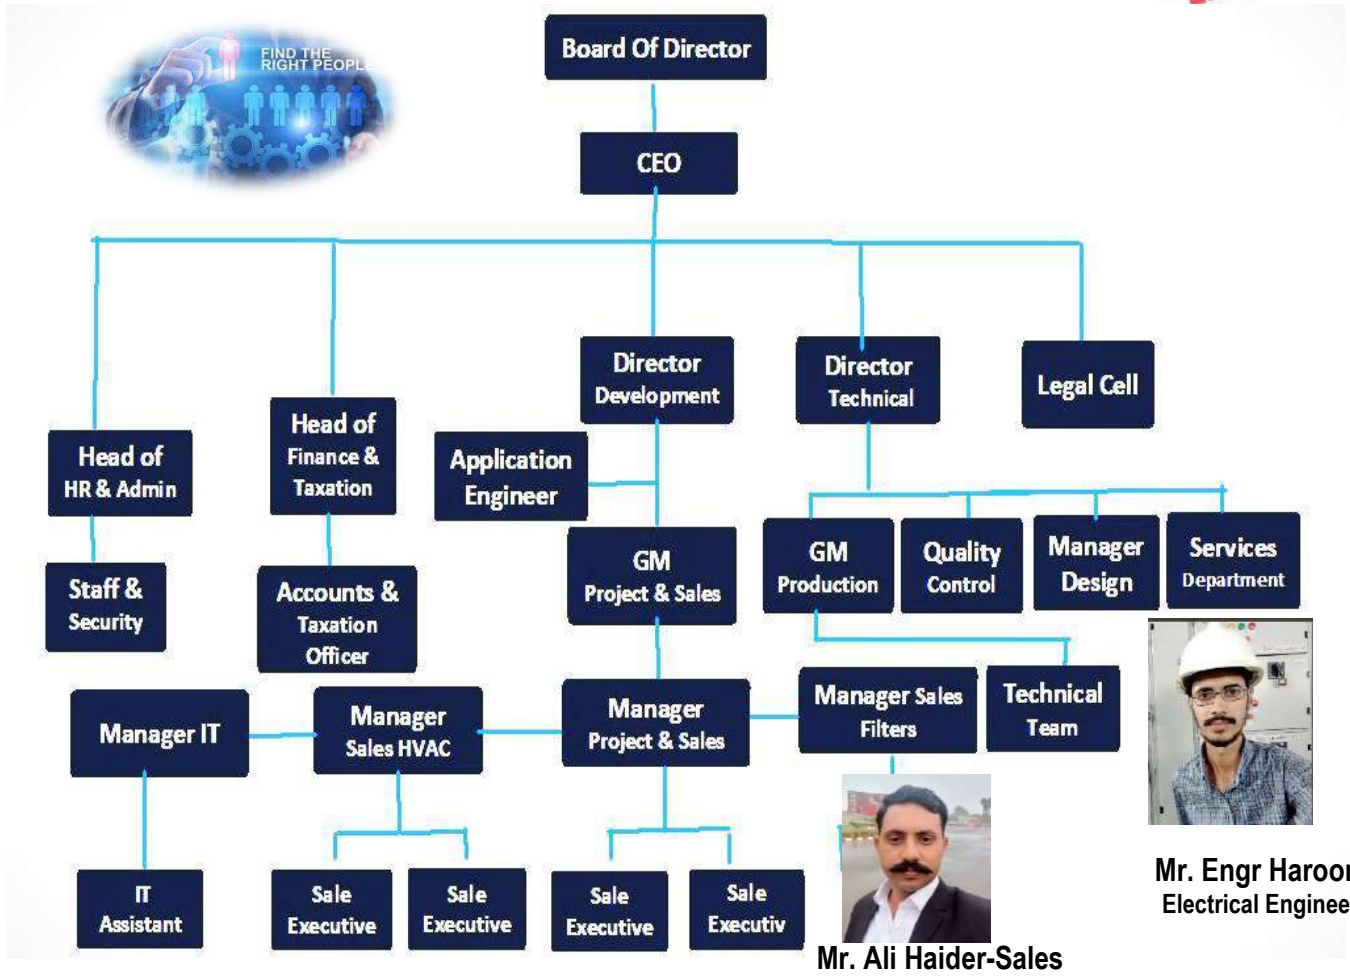 FIND THE
RIGHT PEOPLE
Board Of Director
CEO
Director
Development
Director
Technical
Legal Cell
Head of
HR & Admin
Head of
Finance &
Taxation
Application
Engineer
GM
Project & Sales
GM
Production
Quality
Control
Manager
Design
Services
Department
Staff &
Security
Accounts &
Taxation
Officer
Manager IT
Manager
Sales HVAC
Manager
Project & Sales
Manager Sales
Filters
Technical
Team
IT
Assistant
Sale
Executive
Sale
Executive
Sale
Executive
Sale
Executiv
Mr. Engr Haroon
Electrical Enginee
Mr. Ali Haider-Sales